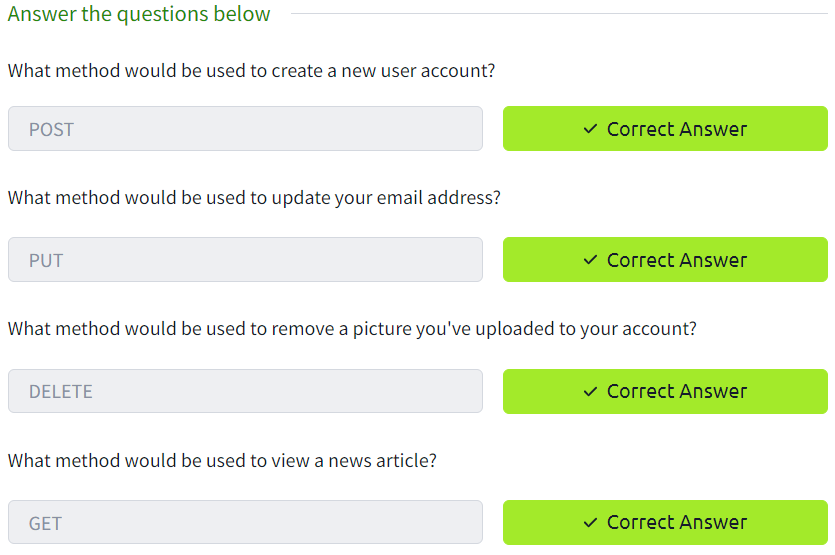 Answer the questions below
What method would be used to create a new user account?
POST
✓ Correct Answer
What method would be used to update your email address?
PUT
✓ Correct Answer
What method would be used to remove a picture you've uploaded to your account?
DELETE
✓ Correct Answer
What method would be used to view a news article?
GET
✓ Correct Answer